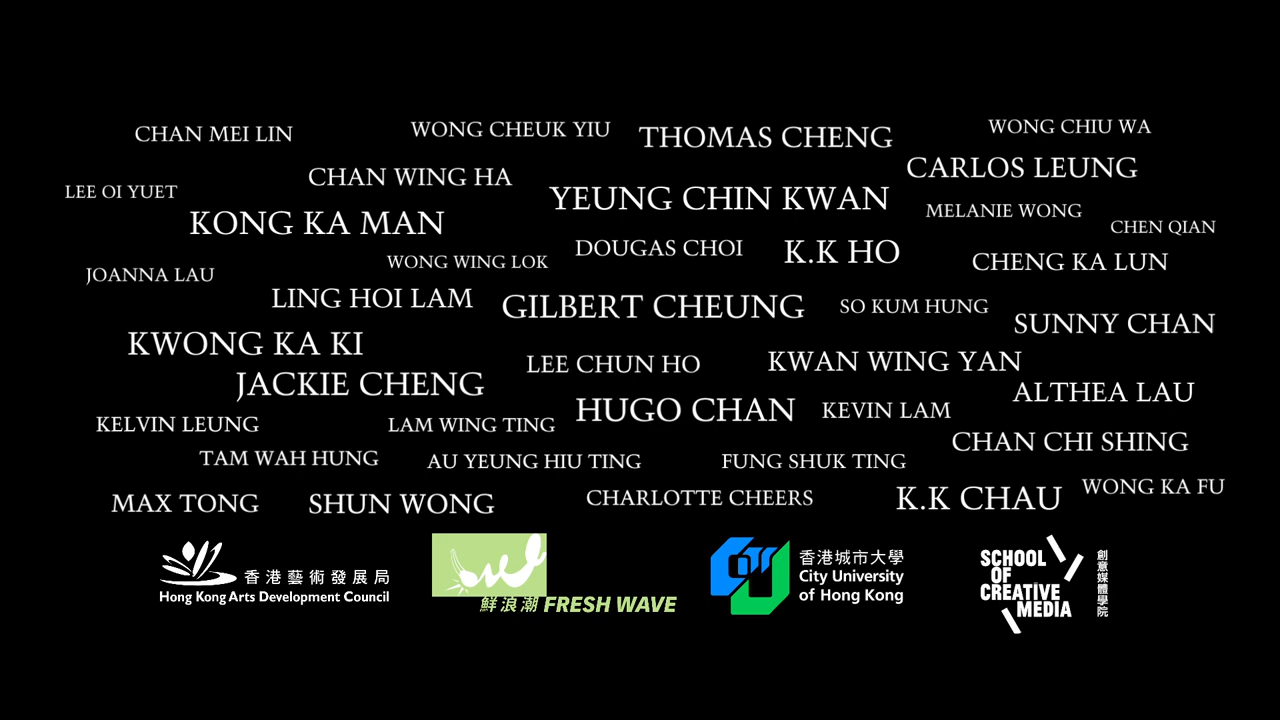 CHAN MEI LIN
WONG CHEUK YIU
THOMAS CHENG
WONG CHIU WA
LEE OI YUET
CHAN WING HA
YEUNG CHIN KWAN
CARLOS LEUNG
KONG KA MAN
MELANIE WONG
CHEN QIAN
JOANNA LAU
WONG WING LOK
DOUGAS CHOI
K.K HO
CHENG KA LUN
LING HOI LAM
GILBERT CHEUNG
SO KUM HUNG
SUNNY CHAN
KWONG KA KI
LEE CHUN HO
KWAN WING YAN
JACKIE CHENG
HUGO CHAN
KEVIN LAM
ALTHEA LAU
KELVIN LEUNG
LAM WING TING
CHAN CHI SHING
TAM WAH HUNG
AU YEUNG HIU TING
FUNG SHUK TING
MAX TONG
SHUN WONG
CHARLOTTE CHEERS
K.K CHAU
WONG KA FU
香港藝術發展局
Hong Kong Arts Development Council
鮮浪潮 FRESH WAVE
香港城市大學
City University
of Hong Kong
SCHOOL
OF
CREATIVE
MEDIA
創意媒體學院